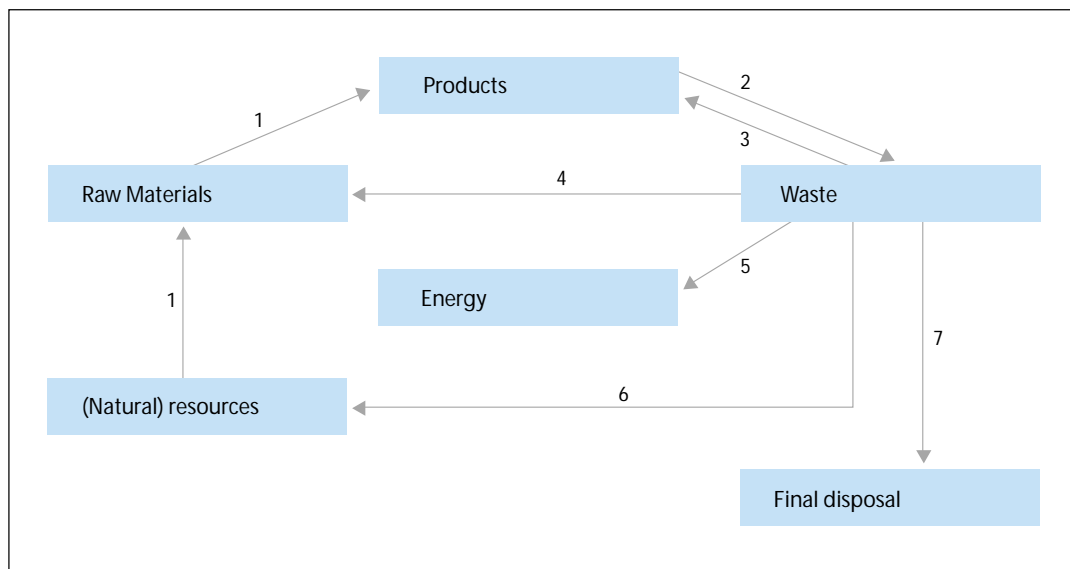 Products
2
1
3
Raw Materials
4
Waste
Energy
5
1
7
(Natural) resources
6
Final disposal